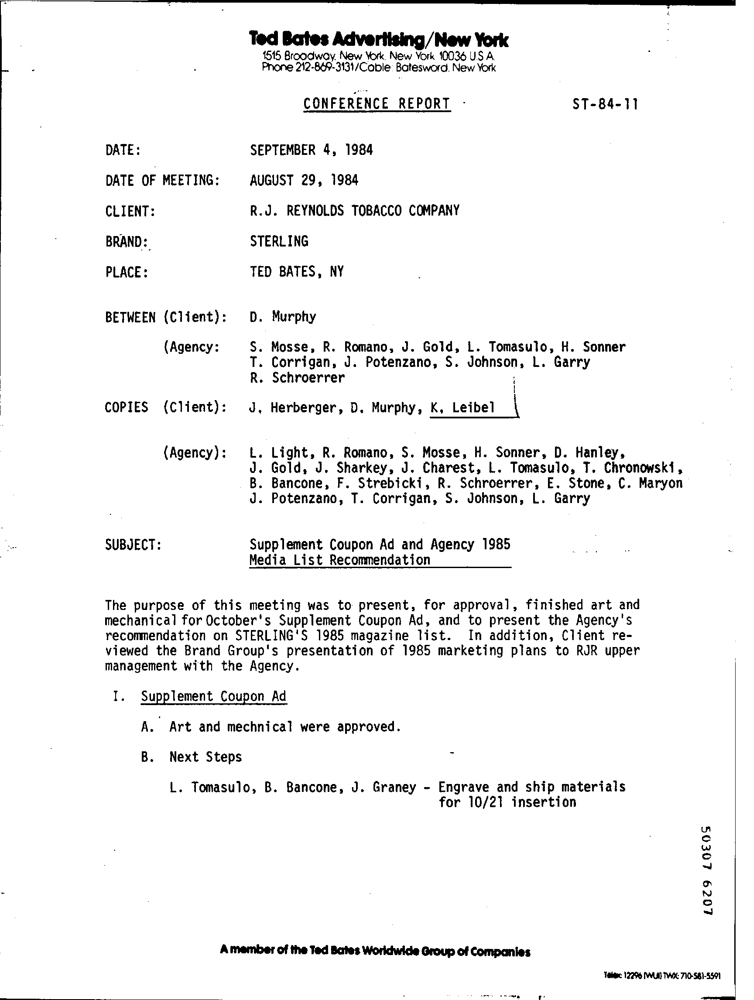 Ted Bates Advertising/New York
1515 Broadway, New York, New York 10036 U S A
Phone 212-869-3131/Cable: Batesword, New York
CONFERENCE REPORT ST-84-11
DATE: SEPTEMBER 4, 1984
DATE OF MEETING: AUGUST 29, 1984
CLIENT: R.J. REYNOLDS TOBACCO COMPANY
BRAND: STERLING
PLACE: TED BATES, NY
BETWEEN (Client): D. Murphy
(Agency: S. Mosse, R. Romano, J. Gold, L. Tomasulo, H. Sonner
T. Corrigan, J. Potenzano, S. Johnson, L. Garry
R. Schroerrer
COPIES (Client): J. Herberger, D. Murphy, K. Leibel
(Agency): L. Light, R. Romano, S. Mosse, H. Sonner, D. Hanley,
J. Gold, J. Sharkey, J. Charest, L. Tomasulo, T. Chronowski,
B. Bancone, F. Strebicki, R. Schroerrer, E. Stone, C. Maryon
J. Potenzano, T. Corrigan, S. Johnson, L. Garry
SUBJECT: Supplement Coupon Ad and Agency 1985
Media List Recommendation
The purpose of this meeting was to present, for approval, finished art and
mechanical for October's Supplement Coupon Ad, and to present the Agency's
recommendation on STERLING'S 1985 magazine list. In addition, Client re-
viewed the Brand Group's presentation of 1985 marketing plans to RJR upper
management with the Agency.
I. Supplement Coupon Ad
A. Art and mechnical were approved.
B. Next Steps
L. Tomasulo, B. Bancone, J. Graney - Engrave and ship materials
for 10/21 insertion
50307 6207
A member of the Ted Bates Worldwide Group of Companies
Telex: 12296 (WUI) TWX: 710-581-5591